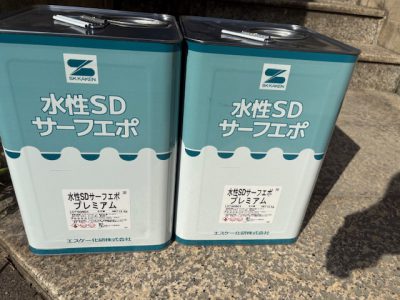 SK KAKEN
水性SD
サーフエポ
水性SDサーフエポ
プレミアム
エスケー化研株式会社
SK KAKEN
水性SD
サーフエポ
水性SDサーフエポ
プレミアム
エスケー化研株式会社